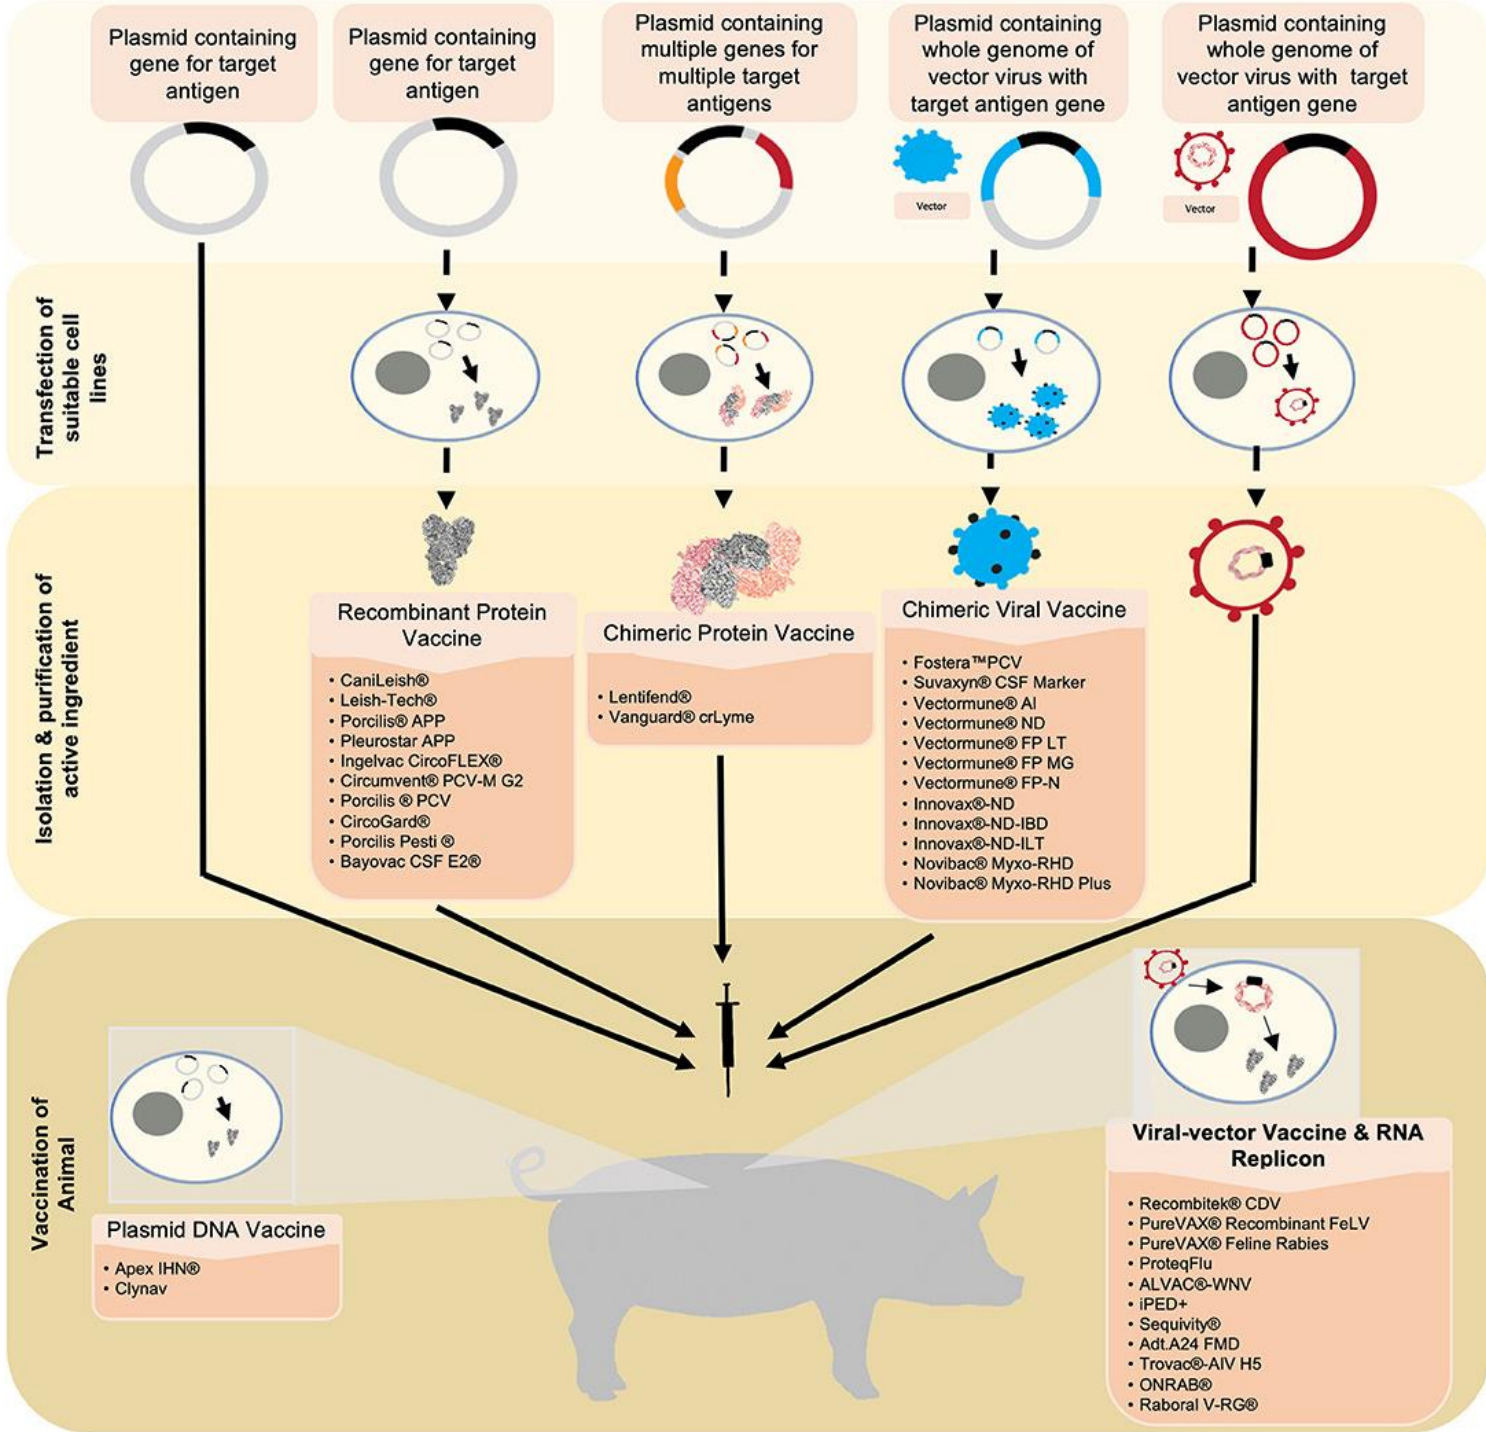 Plasmid containing
gene for target
antigen
Plasmid containing
gene for target
antigen
Plasmid containing
multiple genes for
multiple target
antigens
Plasmid containing
whole genome of
vector virus with
target antigen gene
Plasmid containing
whole genome of
vector virus with target
antigen gene
Vector
Vector
Transfection of
suitable cell
lines
Isolation & purification of
active ingredient
Recombinant Protein
Vaccine
• CaniLeish®
• Leish-Tech®
• Porcilis® APP
• Pleurostar APP
• Ingelvac CircoFLEX®
• Circumvent® PCV-M G2
• Porcilis ® PCV
• CircoGard®
• Porcilis Pesti ®
• Bayovac CSF E2®
Chimeric Protein Vaccine
• Lentifend®
• Vanguard® crLyme
Chimeric Viral Vaccine
• Fostera™PCV
• Suvaxyn® CSF Marker
• Vectormune® AI
• Vectormune® ND
• Vectormune® FP LT
• Vectormune® FP MG
• Vectormune® FP-N
• Innovax®-ND
• Innovax®-ND-IBD
• Innovax®-ND-ILT
• Novibac® Myxo-RHD
• Novibac® Myxo-RHD Plus
Vaccination of
Animal
Plasmid DNA Vaccine
• Apex IHN®
• Clynav
Viral-vector Vaccine & RNA
Replicon
• Recombitek® CDV
• PureVAX® Recombinant FeLV
• PureVAX® Feline Rabies
• ProteqFlu
• ALVAC®-WNV
• iPED+
• Sequivity®
• Adt.A24 FMD
• Trovac®-AIV H5
• ONRAB®
• Raboral V-RG®